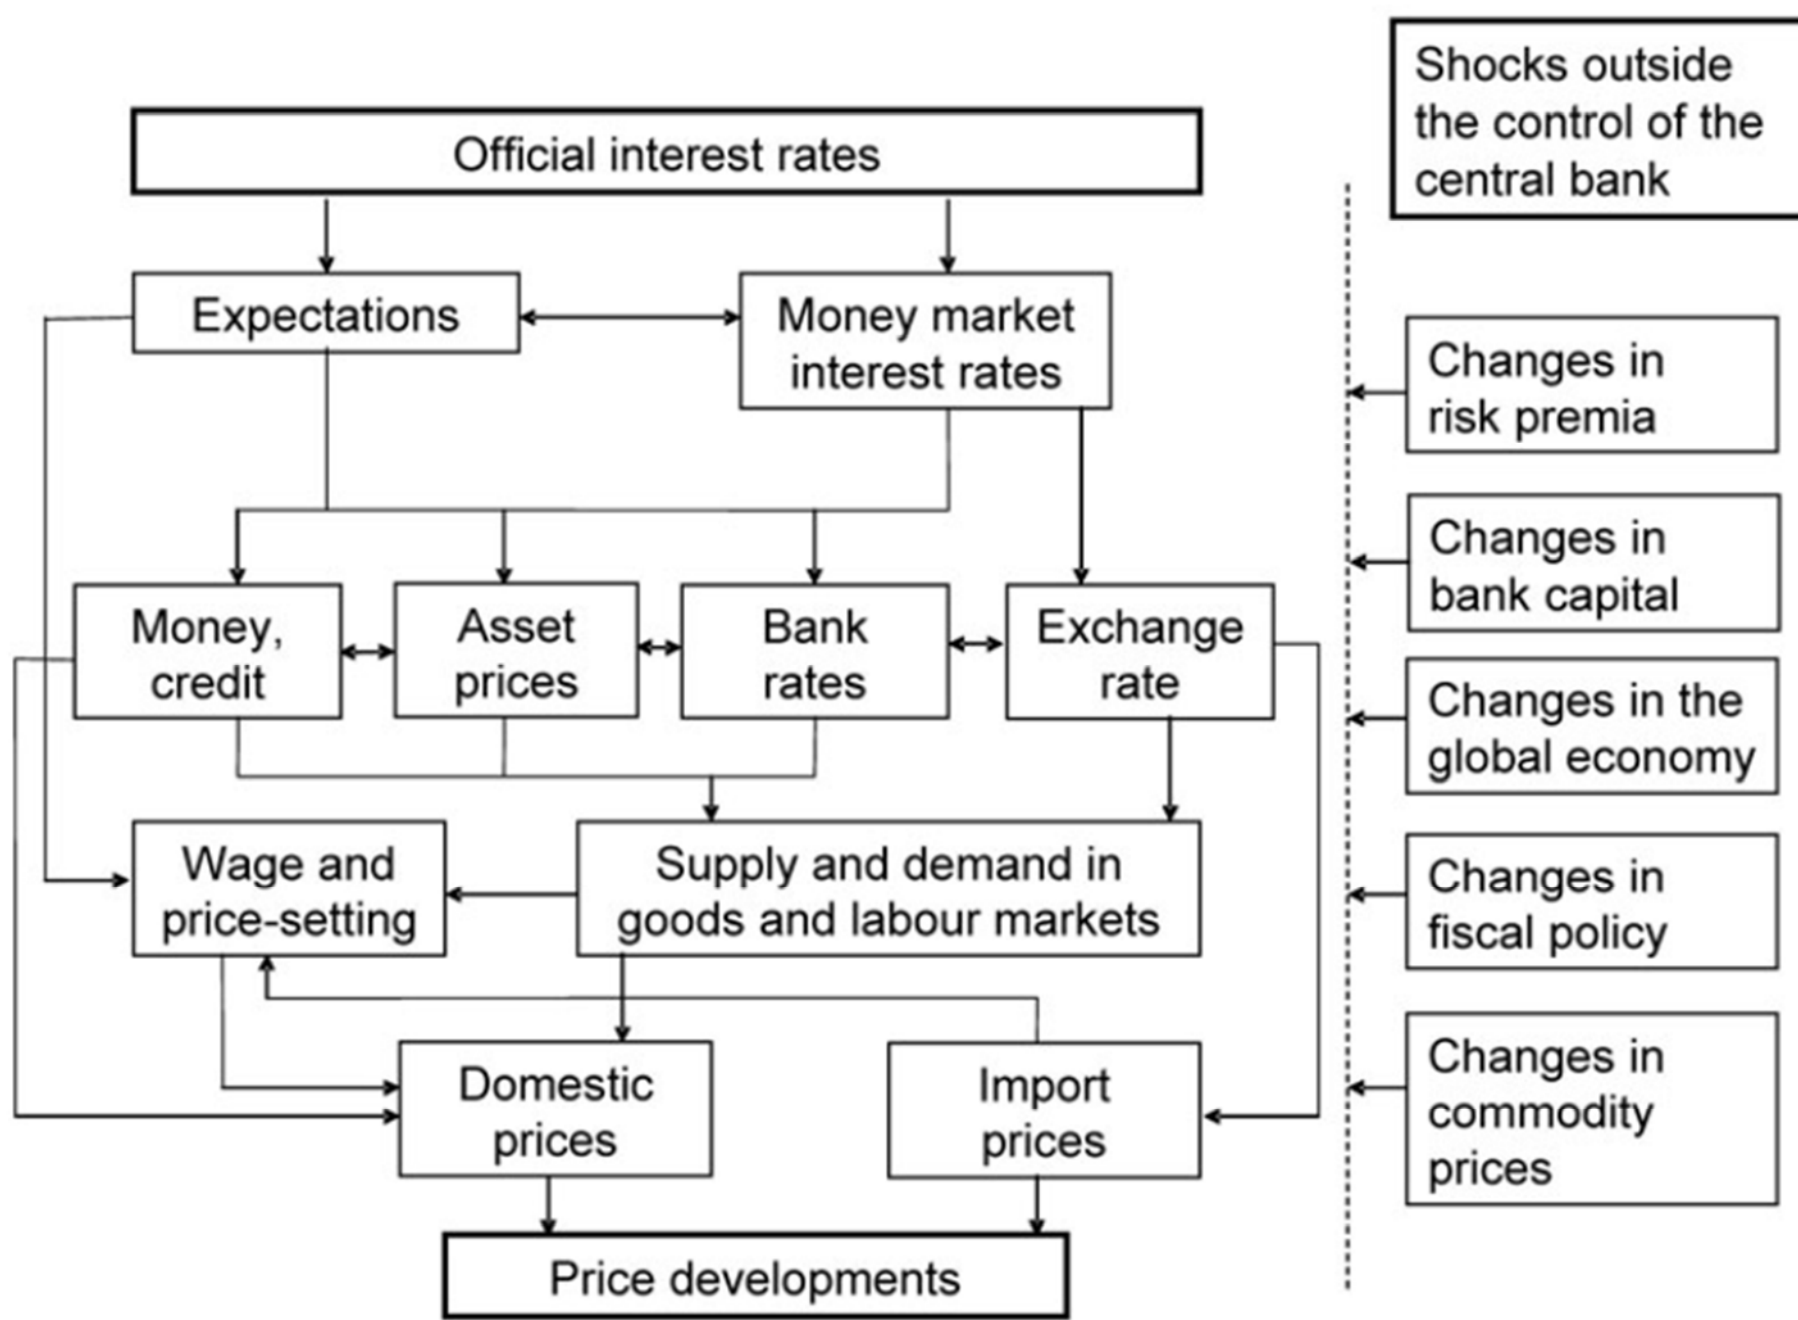 Official interest rates
Shocks outside
the control of the
central bank
Expectations
Money market
interest rates
Changes in
risk premia
Changes in
bank capital
Money,
credit
Asset
prices
Bank
rates
Exchange
rate
Changes in the
global economy
Wage and
price-setting
Supply and demand in
goods and labour markets
Changes in
fiscal policy
Domestic
prices
Import
prices
Changes in
commodity
prices
Price developments